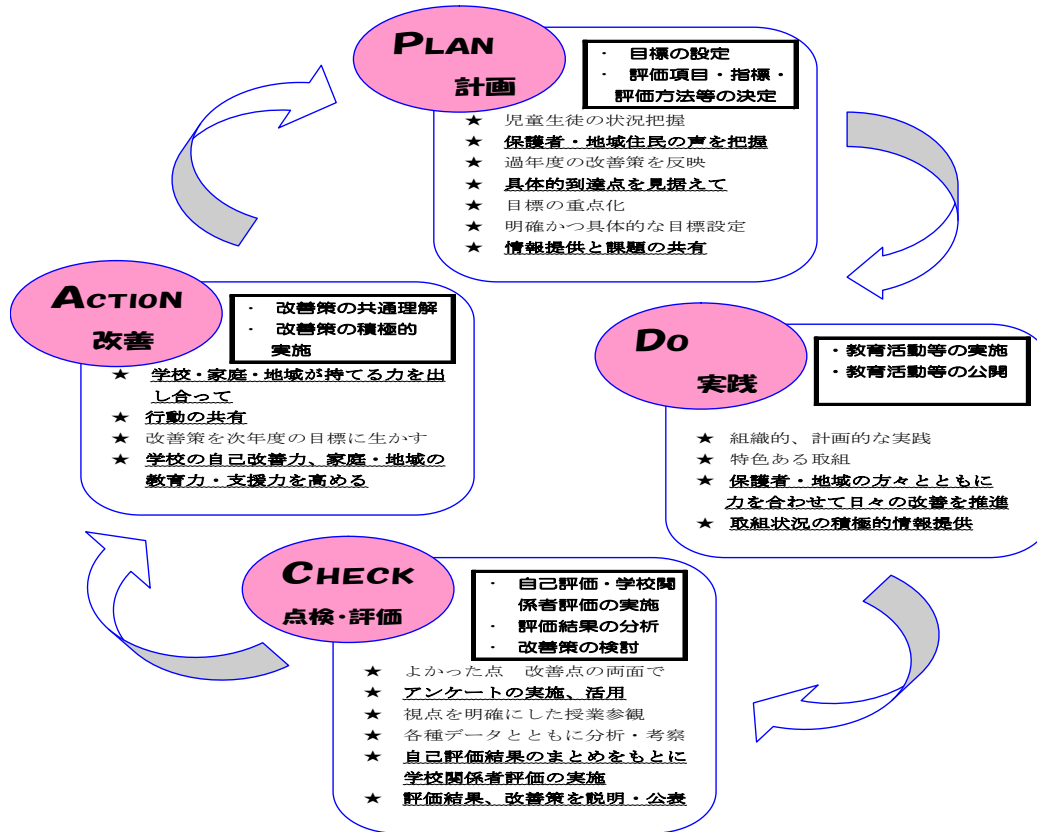 PLAN
計画
・ 目標の設定
・ 評価項目・指標・
評価方法等の決定
★ 児童生徒の状況把握
★ 保護者・地域住民の声を把握
★ 過年度の改善策を反映
★ 具体的到達点を見据えて
★ 目標の重点化
★ 明確かつ具体的な目標設定
★ 情報提供と課題の共有
DO
実践
・教育活動等の実施
・教育活動等の公開
★ 組織的、計画的な実践
★ 特色ある取組
★ 保護者・地域の方々とともに
力を合わせて日々の改善を推進
★ 取組状況の積極的情報提供
CHECK
点検・評価
・ 自己評価・学校関
係者評価の実施
・ 評価結果の分析
・ 改善策の検討
★ よかった点 改善点の両面で
★ アンケートの実施、活用
★ 視点を明確にした授業参観
★ 各種データとともに分析・考察
★ 自己評価結果のまとめをもとに
学校関係者評価の実施
★ 評価結果、改善策を説明・公表
ACTION
改善
・ 改善策の共通理解
・ 改善策の積極的
実施
★ 学校・家庭・地域が持てる力を出
し合って
★ 行動の共有
★ 改善策を次年度の目標に生かす
★ 学校の自己改善力、家庭・地域の
教育力・支援力を高める